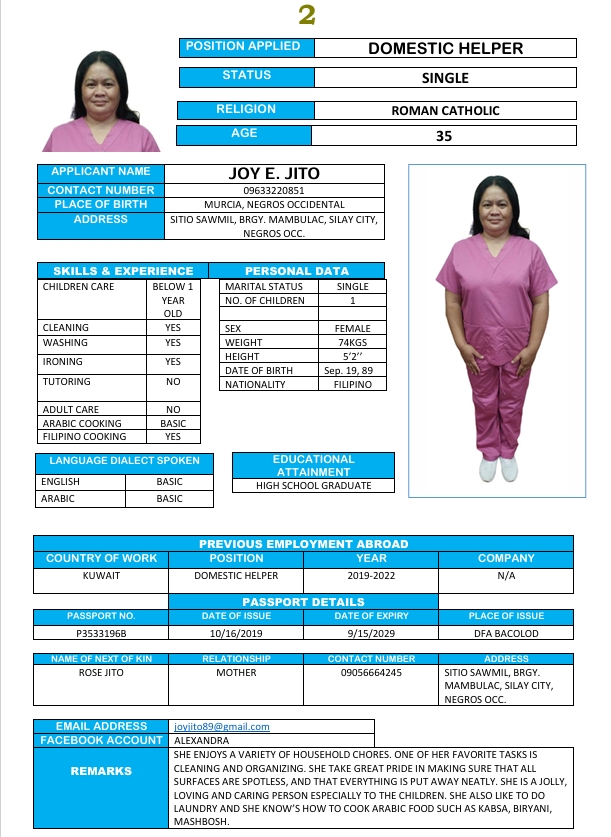 2
POSITION APPLIED DOMESTIC HELPER
STATUS SINGLE
RELIGION ROMAN CATHOLIC
AGE 35
APPLICANT NAME JOY E. JITO
CONTACT NUMBER 09633220851
PLACE OF BIRTH MURCIA, NEGROS OCCIDENTAL
ADDRESS SITIO SAWMIL, BRGY. MAMBULAC, SILAY CITY,
NEGROS OCC.
SKILLS & EXPERIENCE
CHILDREN CARE BELOW 1
YEAR
OLD
CLEANING YES
WASHING YES
IRONING YES
TUTORING NO
ADULT CARE NO
ARABIC COOKING BASIC
FILIPINO COOKING YES
PERSONAL DATA
MARITAL STATUS SINGLE
NO. OF CHILDREN 1
SEX FEMALE
WEIGHT 74KGS
HEIGHT 5'2''
DATE OF BIRTH Sep. 19, 89
NATIONALITY FILIPINO
LANGUAGE DIALECT SPOKEN
ENGLISH BASIC
ARABIC BASIC
EDUCATIONAL
ATTAINMENT
HIGH SCHOOL GRADUATE
PREVIOUS EMPLOYMENT ABROAD
COUNTRY OF WORK POSITION YEAR COMPANY
KUWAIT DOMESTIC HELPER 2019-2022 N/A
PASSPORT DETAILS
PASSPORT NO. DATE OF ISSUE DATE OF EXPIRY PLACE OF ISSUE
P3533196B 10/16/2019 9/15/2029 DFA BACOLOD
NAME OF NEXT OF KIN RELATIONSHIP CONTACT NUMBER ADDRESS
ROSE JITO MOTHER 09056664245 SITIO SAWMIL, BRGY.
MAMBULAC, SILAY CITY,
NEGROS OCC.
EMAIL ADDRESS joyjito89@gmail.com
FACEBOOK ACCOUNT ALEXANDRA
REMARKS
SHE ENJOYS A VARIETY OF HOUSEHOLD CHORES. ONE OF HER FAVORITE TASKS IS
CLEANING AND ORGANIZING. SHE TAKE GREAT PRIDE IN MAKING SURE THAT ALL
SURFACES ARE SPOTLESS, AND THAT EVERYTHING IS PUT AWAY NEATLY. SHE IS A JOLLY,
LOVING AND CARING PERSON ESPECIALLY TO THE CHILDREN. SHE ALSO LIKE TO DO
LAUNDRY AND SHE KNOW'S HOW TO COOK ARABIC FOOD SUCH AS KABSA, BIRYANI,
MASHBOSH.